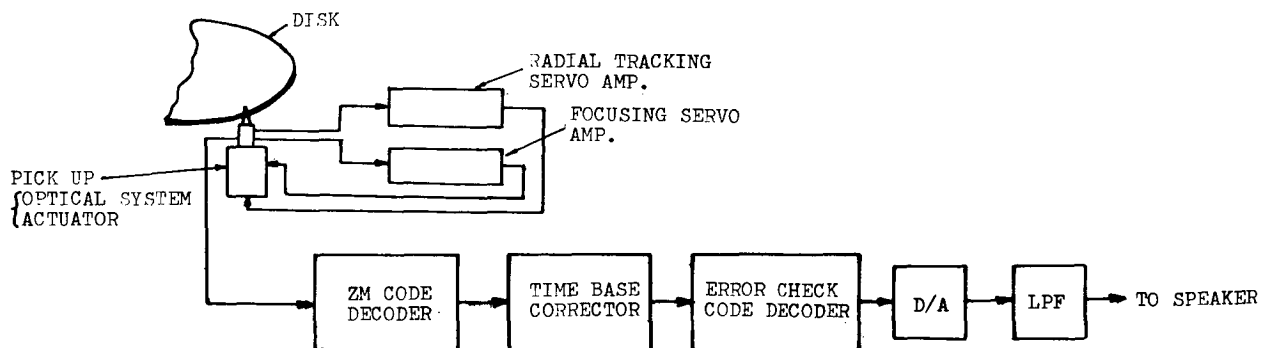 DISK
RADIAL TRACKING
SERVO AMP.
FOCUSING SERVO
AMP.
PICK UP
OPTICAL SYSTEM
ACTUATOR
ZM CODE
DECODER
TIME BASE
CORRECTOR
ERROR CHECK
CODE DECODER
D/A
LPF
TO SPEAKER